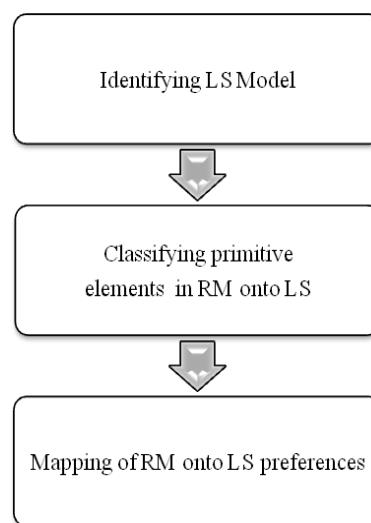 Identifying LS Model
Classifying primitive
elements in RM onto LS
Mapping of RM onto LS preferences